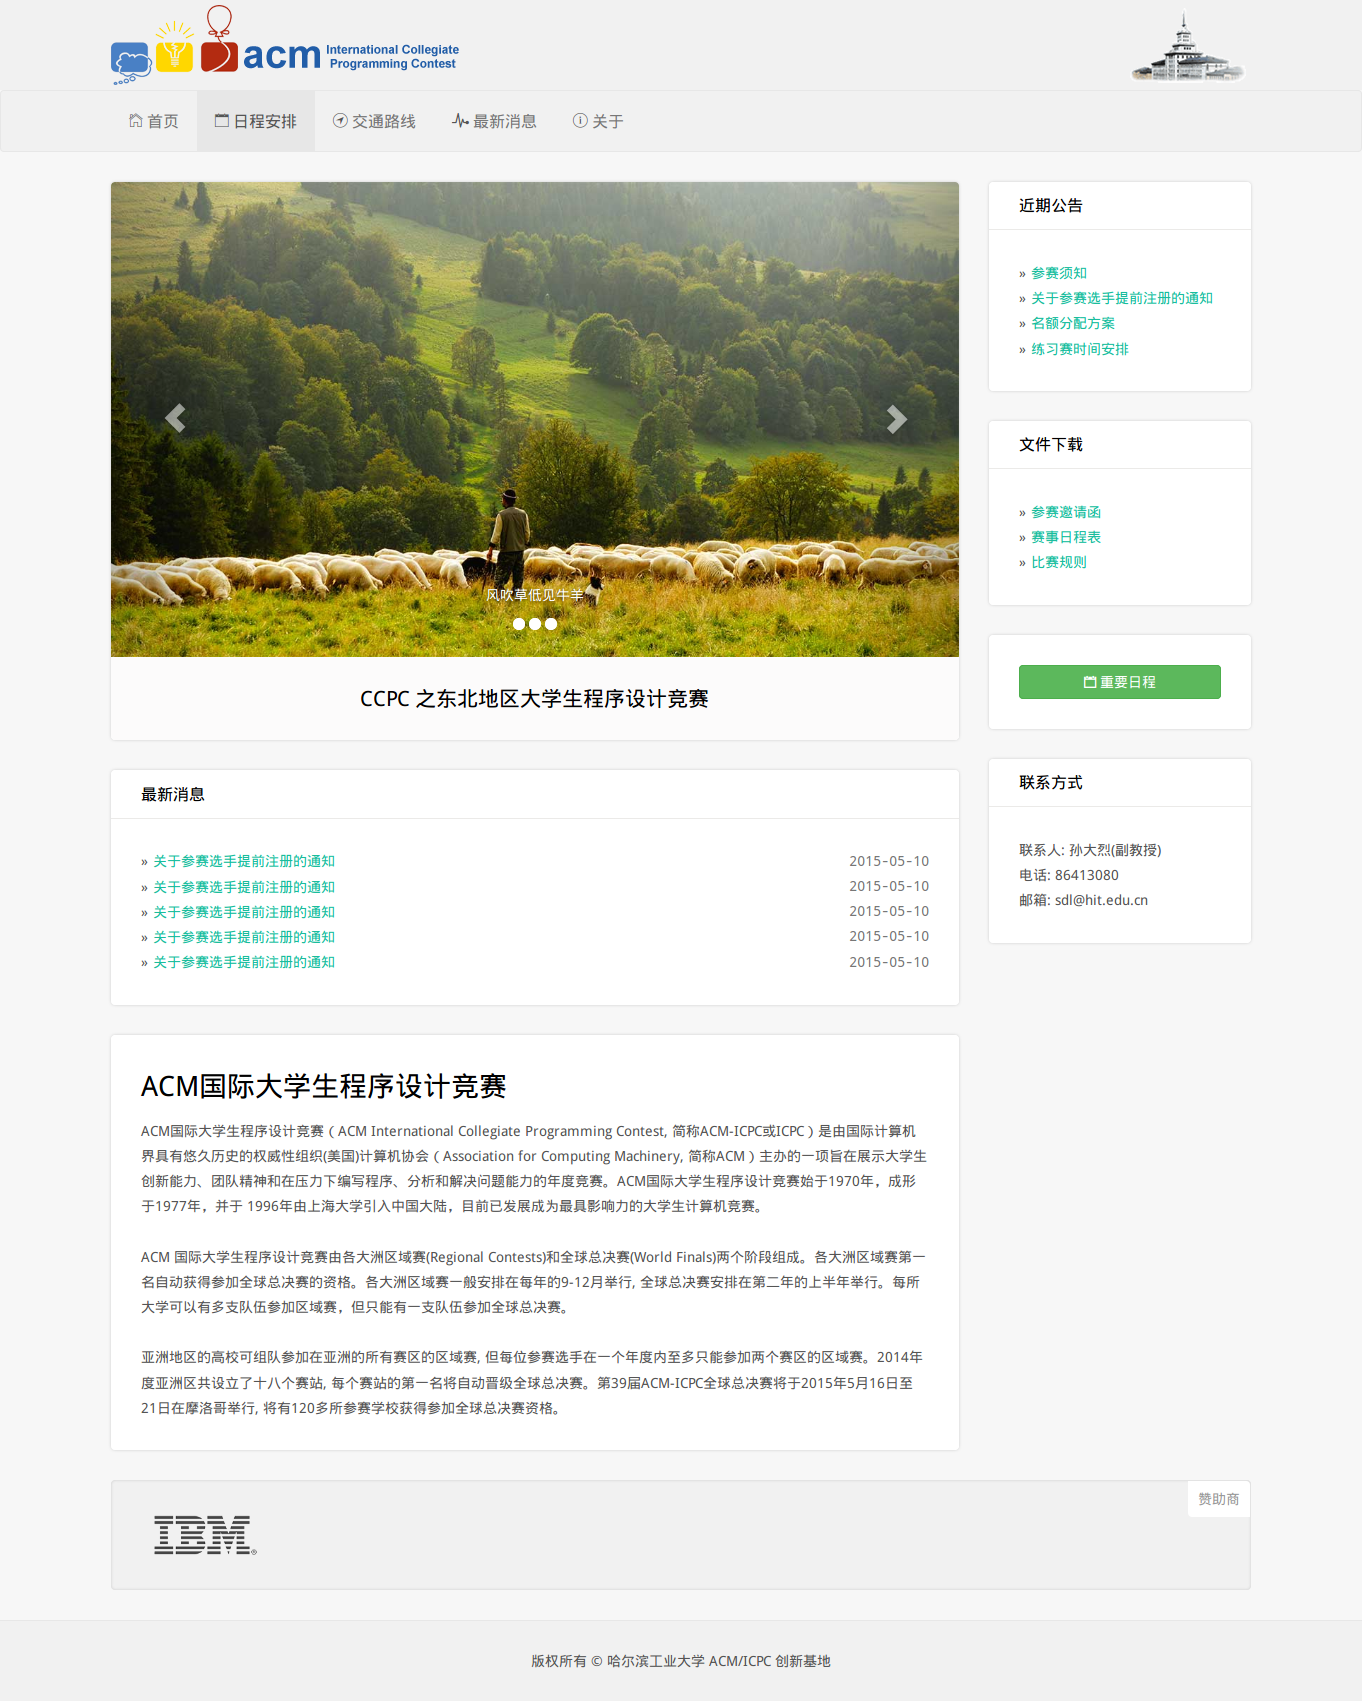 acm International Collegiate
Programming Contest
首页 日程安排 交通路线 最新消息 关于
风吹草低见牛羊
CCPC 之东北地区大学生程序设计竞赛
最新消息
» 关于参赛选手提前注册的通知 2015-05-10
» 关于参赛选手提前注册的通知 2015-05-10
» 关于参赛选手提前注册的通知 2015-05-10
» 关于参赛选手提前注册的通知 2015-05-10
» 关于参赛选手提前注册的通知 2015-05-10
ACM国际大学生程序设计竞赛
ACM国际大学生程序设计竞赛（ACM International Collegiate Programming Contest, 简称ACM-ICPC或ICPC）是由国际计算机
界具有悠久历史的权威性组织(美国)计算机协会（Association for Computing Machinery, 简称ACM）主办的一项旨在展示大学生
创新能力、团队精神和在压力下编写程序、分析和解决问题能力的年度竞赛。ACM国际大学生程序设计竞赛始于1970年，成形
于1977年，并于 1996年由上海大学引入中国大陆，目前已发展成为最具影响力的大学生计算机竞赛。
ACM 国际大学生程序设计竞赛由各大洲区域赛(Regional Contests)和全球总决赛(World Finals)两个阶段组成。各大洲区域赛第一
名自动获得参加全球总决赛的资格。各大洲区域赛一般安排在每年的9-12月举行, 全球总决赛安排在第二年的上半年举行。每所
大学可以有多支队伍参加区域赛，但只能有一支队伍参加全球总决赛。
亚洲地区的高校可组队参加在亚洲的所有赛区的区域赛, 但每位参赛选手在一个年度内至多只能参加两个赛区的区域赛。2014年
度亚洲区共设立了十八个赛站, 每个赛站的第一名将自动晋级全球总决赛。第39届ACM-ICPC全球总决赛将于2015年5月16日至
21日在摩洛哥举行, 将有120多所参赛学校获得参加全球总决赛资格。
近期公告
» 参赛须知
» 关于参赛选手提前注册的通知
» 名额分配方案
» 练习赛时间安排
文件下载
» 参赛邀请函
» 赛事日程表
» 比赛规则
重要日程
联系方式
联系人: 孙大烈(副教授)
电话: 86413080
邮箱: sdl@hit.edu.cn
赞助商
IBM®
版权所有 © 哈尔滨工业大学 ACM/ICPC 创新基地